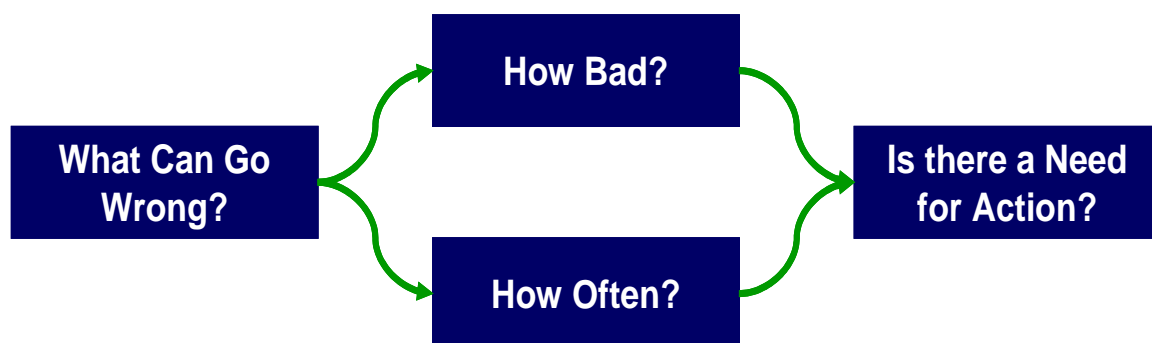 What Can Go
Wrong?
How Bad?
How Often?
Is there a Need
for Action?